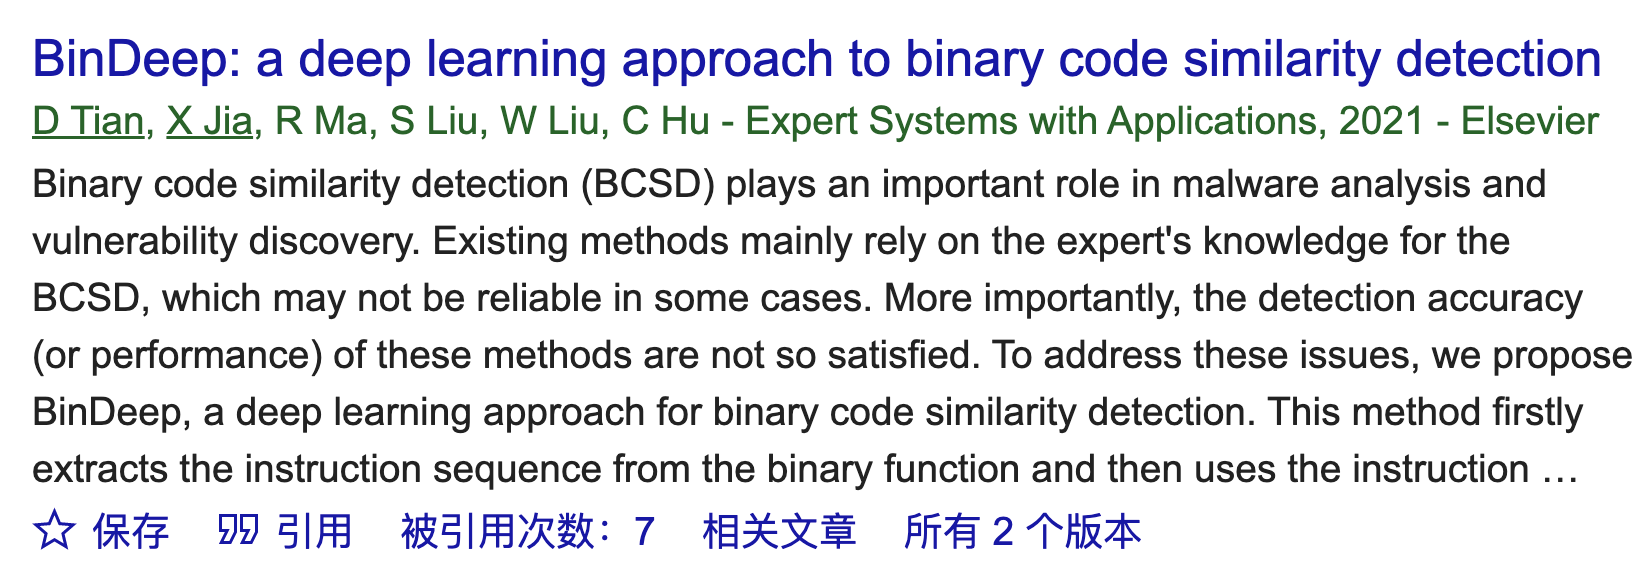 BinDeep: a deep learning approach to binary code similarity detection
D Tian, X Jia, R Ma, S Liu, W Liu, C Hu - Expert Systems with Applications, 2021 - Elsevier
Binary code similarity detection (BCSD) plays an important role in malware analysis and
vulnerability discovery. Existing methods mainly rely on the expert's knowledge for the
BCSD, which may not be reliable in some cases. More importantly, the detection accuracy
(or performance) of these methods are not so satisfied. To address these issues, we propose
BinDeep, a deep learning approach for binary code similarity detection. This method firstly
extracts the instruction sequence from the binary function and then uses the instruction …
保存 引用 被引用次数：7 相关文章 所有 2 个版本